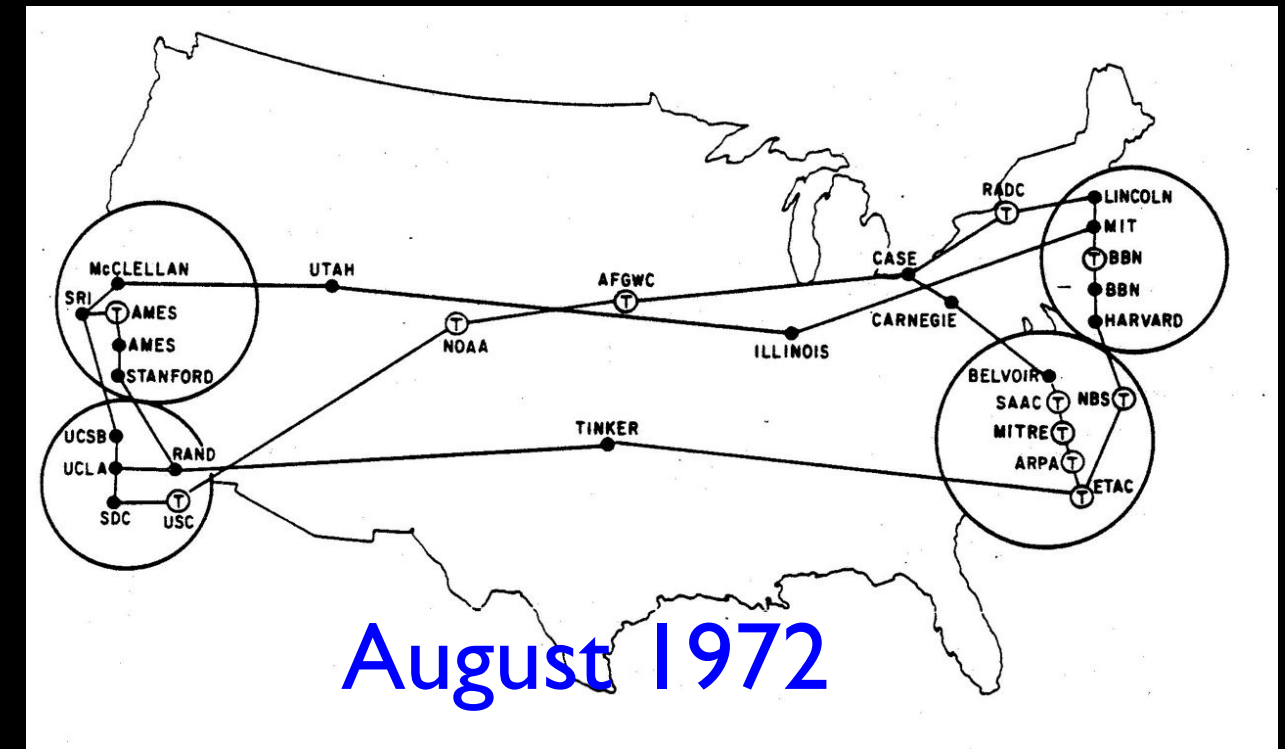 RADC
LINCOLN
MIT
T
T BBN
BBN
HARVARD
CASE
CARNEGIE
McCLELLAN
UTAH
AFGWC
T
SRI
T AMES
AMES
STANFORD
T
NOAA
ILLINOIS
BELVOIR
SAAC T
NBS T
MITRE T
ARPA T
ETAC
T
UCSB
UCLA
RAND
TINKER
SDC
T
USC
August 1972